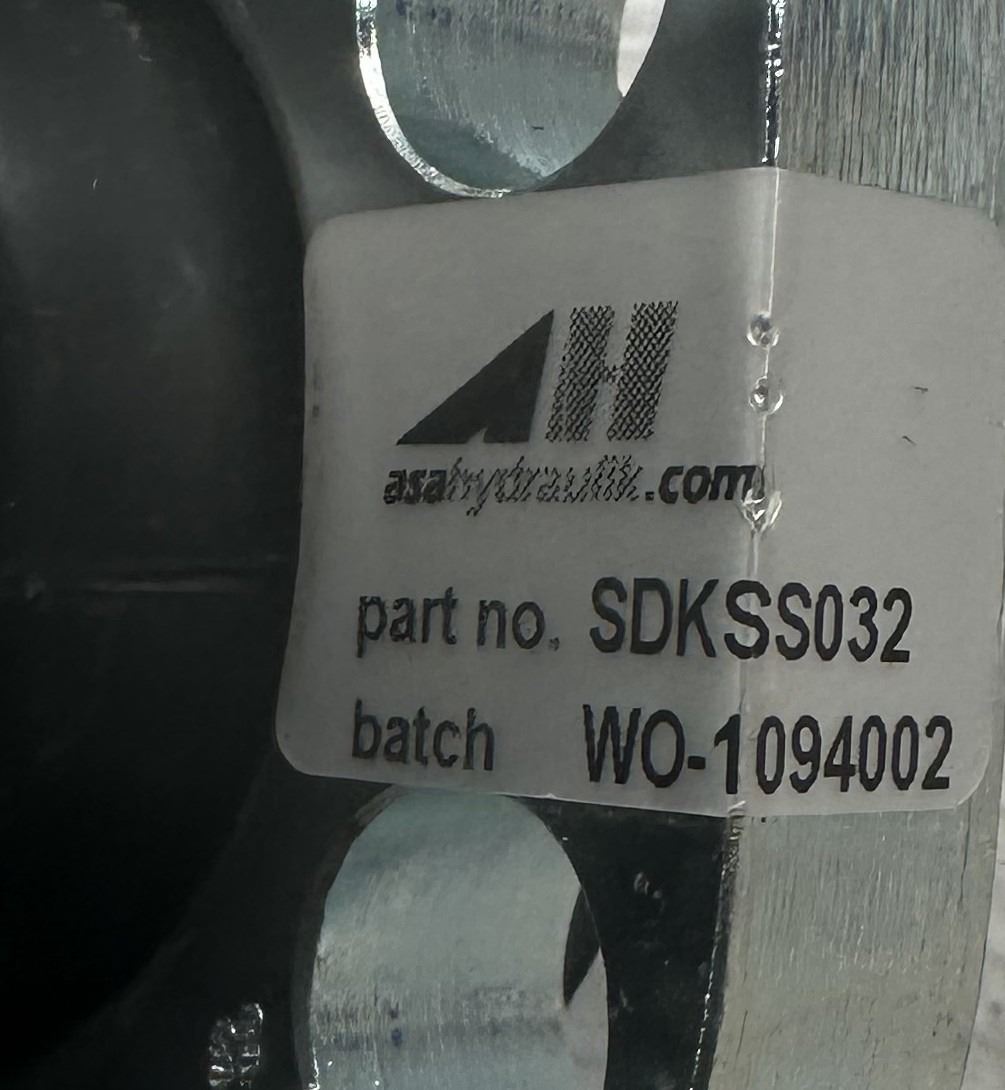 AH
asahydraulik.com
part no. SDKSS032
batch WO-1094002